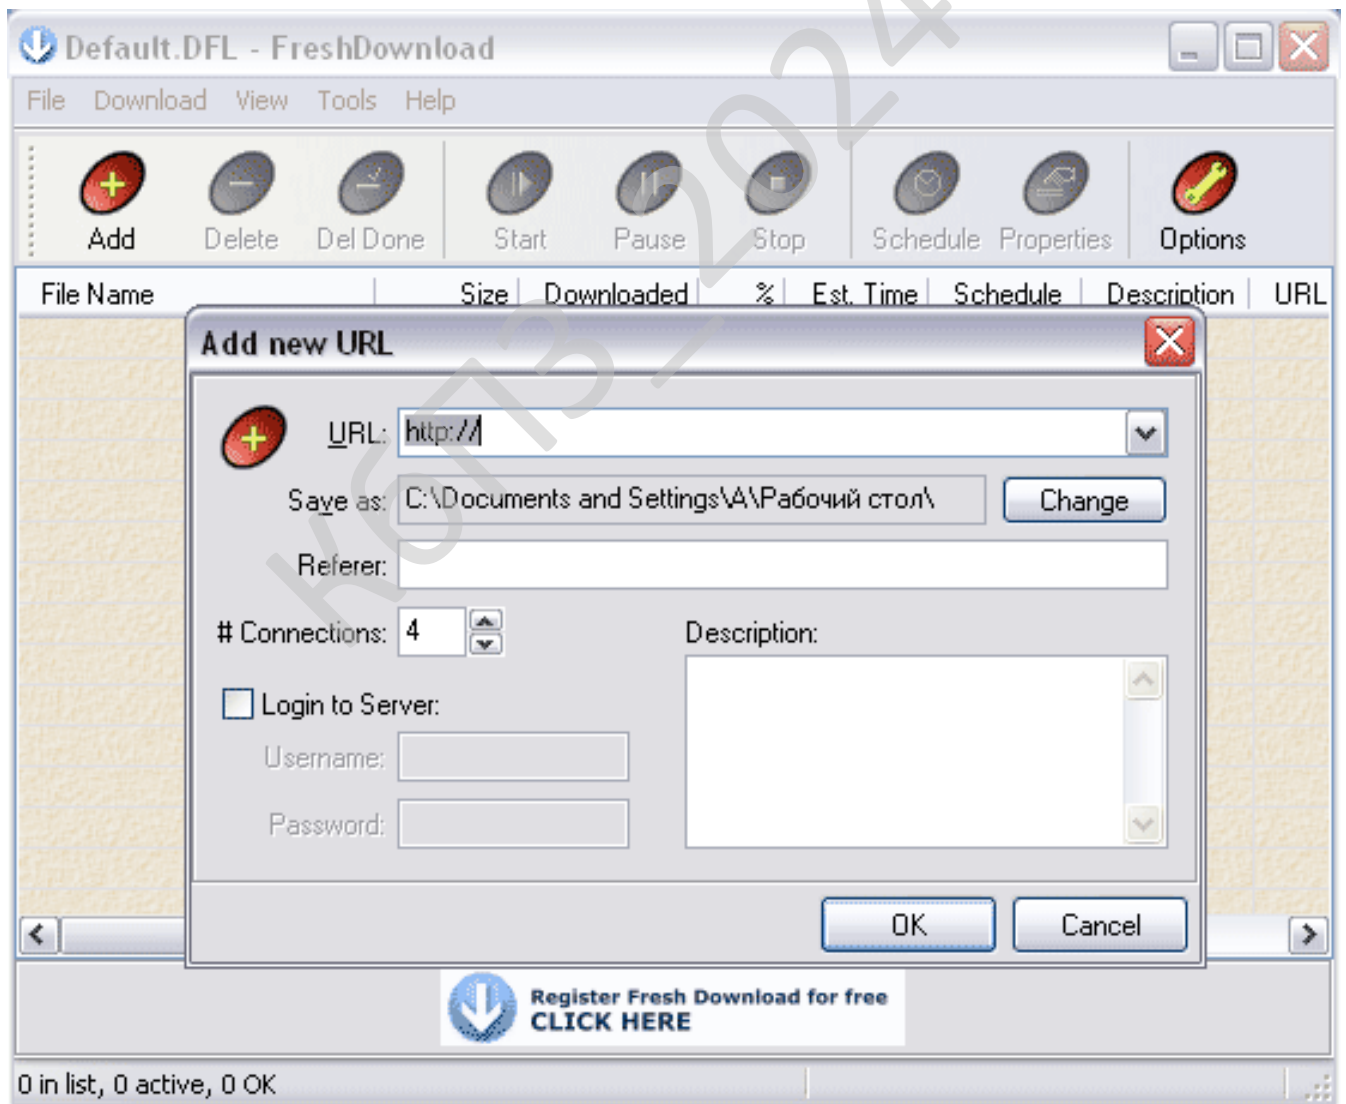 Default.DFL - FreshDownload
File Download View Tools Help
Add Delete Del Done Start Pause Stop Schedule Properties Options
File Name Size Downloaded % Est. Time Schedule Description URL
Add new URL
URL: http://
Save as: C:\Documents and Settings\A\Рабочий стол\ Change
Referer:
# Connections: 4 Description:
Login to Server:
Username:
Password:
OK Cancel
Register Fresh Download for free
CLICK HERE
0 in list, 0 active, 0 OK
КбПЗ_2024